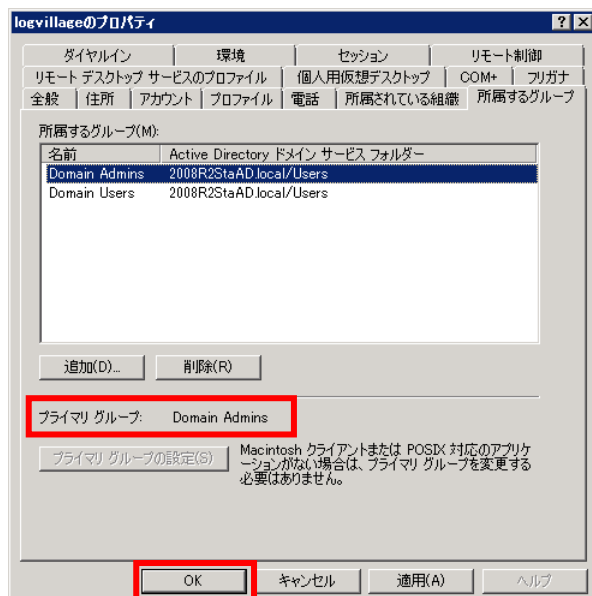 logvillageのプロパティ
ダイヤルイン 環境 セッション リモート制御
リモート デスクトップ サービスのプロファイル 個人用仮想デスクトップ COM+ フリガナ
全般 住所 アカウント プロファイル 電話 所属されている組織 所属するグループ
所属するグループ(M):
名前 Active Directory ドメイン サービス フォルダー
Domain Admins 2008R2StaAD.local/Users
Domain Users 2008R2StaAD.local/Users
追加(D)... 削除(R)
プライマリ グループ: Domain Admins
プライマリ グループの設定(S)
Macintosh クライアントまたは POSIX 対応のアプリケ
ーションがない場合は、プライマリ グループを変更する
必要はありません。
OK キャンセル 適用(A) ヘルプ